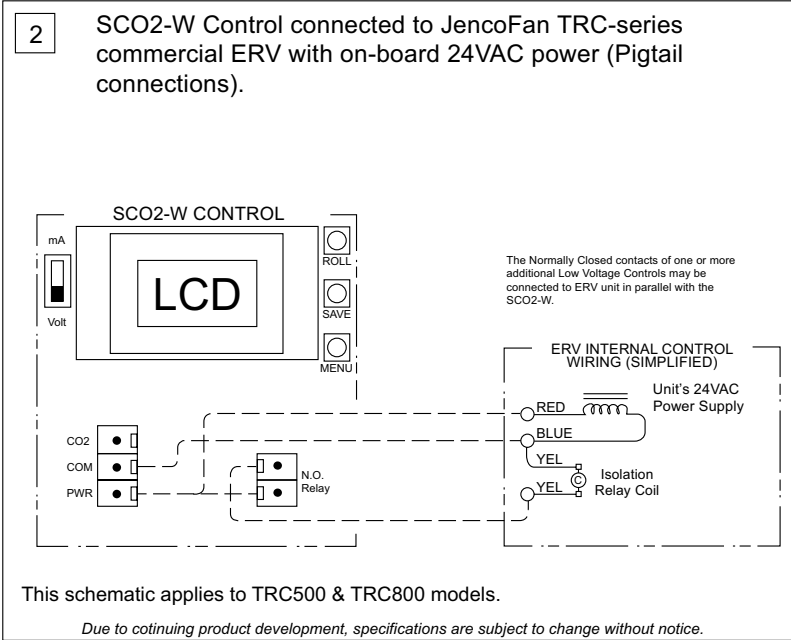 2
SCO2-W Control connected to JencoFan TRC-series
commercial ERV with on-board 24VAC power (Pigtail
connections).
SCO2-W CONTROL
mA
Volt
LCD
ROLL
SAVE
MENU
The Normally Closed contacts of one or more
additional Low Voltage Controls may be
connected to ERV unit in parallel with the
SCO2-W.
ERV INTERNAL CONTROL
WIRING (SIMPLIFIED)
Unit's 24VAC
Power Supply
RED
BLUE
YEL
YEL
C
Isolation
Relay Coil
CO2
COM
PWR
N.O.
Relay
This schematic applies to TRC500 & TRC800 models.
Due to cotinuing product development, specifications are subject to change without notice.